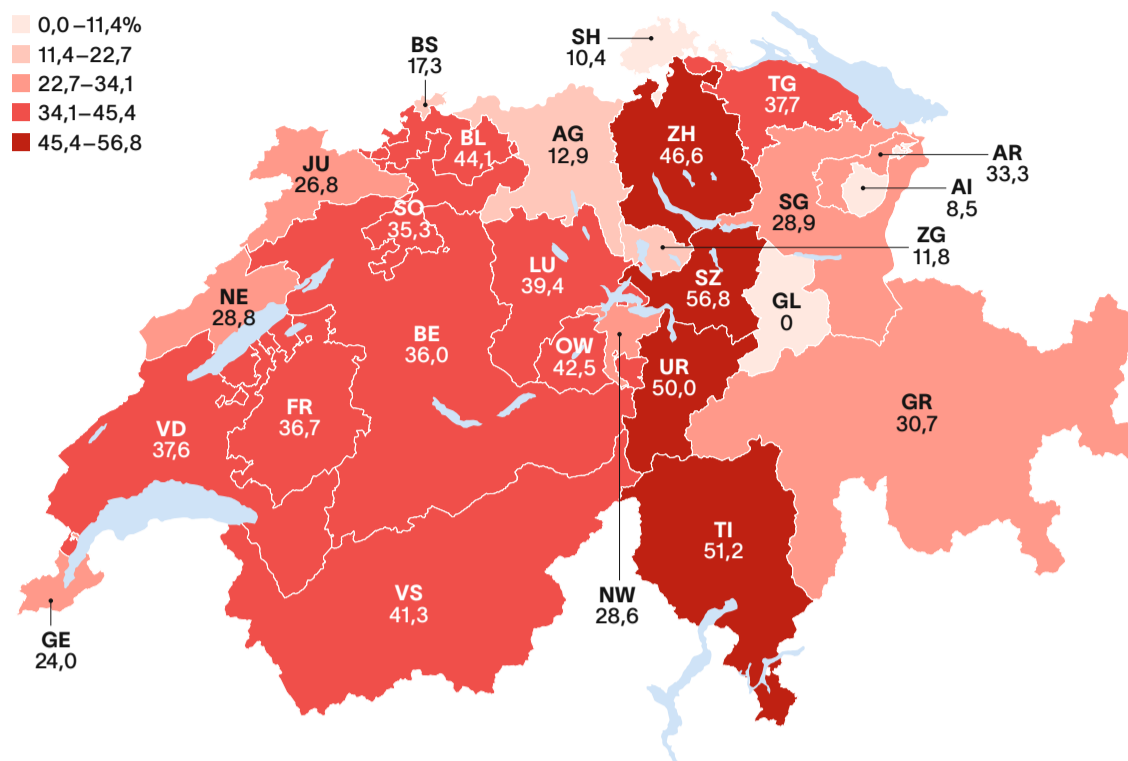 0,0–11,4%
11,4–22,7
22,7–34,1
34,1–45,4
45,4–56,8
SH
10,4
BS
17,3
TG
37,7
BL
44,1
AG
12,9
ZH
46,6
AR
33,3
JU
26,8
AI
8,5
SO
35,3
SG
28,9
ZG
11,8
LU
39,4
SZ
56,8
NE
28,8
GL
0
BE
36,0
OW
42,5
UR
50,0
FR
36,7
GR
30,7
VD
37,6
TI
51,2
VS
41,3
NW
28,6
GE
24,0